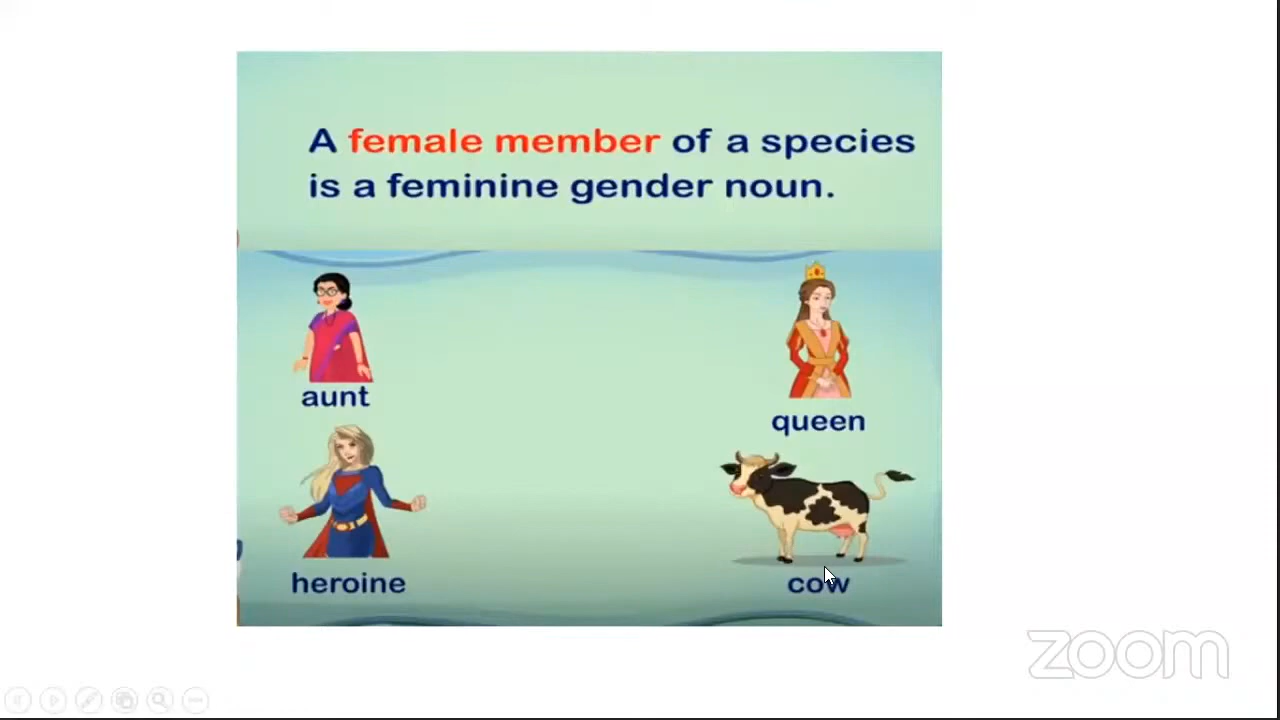 A female member of a species
is a feminine gender noun.
aunt
queen
heroine
cow
zoom